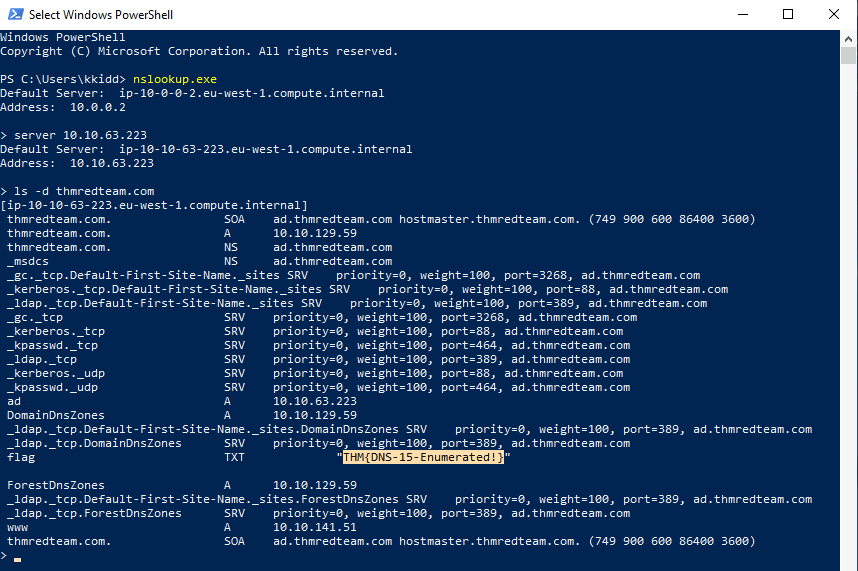 Select Windows PowerShell
Windows PowerShell
Copyright (C) Microsoft Corporation. All rights reserved.
PS C:\Users\kkidd> nslookup.exe
Default Server:  ip-10-0-0-2.eu-west-1.compute.internal
Address:  10.0.0.2
> server 10.10.63.223
Default Server:  ip-10-10-63-223.eu-west-1.compute.internal
Address:  10.10.63.223
> ls -d thmredteam.com
[ip-10-10-63-223.eu-west-1.compute.internal]
thmredteam.com.                SOA    ad.thmredteam.com hostmaster.thmredteam.com. (749 900 600 86400 3600)
thmredteam.com.                A      10.10.129.59
thmredteam.com.                NS     ad.thmredteam.com
_msdcs                         NS     ad.thmredteam.com
_gc._tcp.Default-First-Site-Name._sites SRV    priority=0, weight=100, port=3268, ad.thmredteam.com
_kerberos._tcp.Default-First-Site-Name._sites SRV    priority=0, weight=100, port=88, ad.thmredteam.com
_ldap._tcp.Default-First-Site-Name._sites SRV    priority=0, weight=100, port=389, ad.thmredteam.com
_gc._tcp                       SRV    priority=0, weight=100, port=3268, ad.thmredteam.com
_kerberos._tcp                 SRV    priority=0, weight=100, port=88, ad.thmredteam.com
_kpasswd._tcp                  SRV    priority=0, weight=100, port=464, ad.thmredteam.com
_ldap._tcp                     SRV    priority=0, weight=100, port=389, ad.thmredteam.com
_kerberos._udp                 SRV    priority=0, weight=100, port=88, ad.thmredteam.com
_kpasswd._udp                  SRV    priority=0, weight=100, port=464, ad.thmredteam.com
ad                             A      10.10.63.223
DomainDnsZones                 A      10.10.129.59
_ldap._tcp.Default-First-Site-Name._sites.DomainDnsZones SRV    priority=0, weight=100, port=389, ad.thmredteam.com
_ldap._tcp.DomainDnsZones      SRV    priority=0, weight=100, port=389, ad.thmredteam.com
flag                           TXT             "THM{DNS-15-Enumerated!}"
ForestDnsZones                 A      10.10.129.59
_ldap._tcp.Default-First-Site-Name._sites.ForestDnsZones SRV    priority=0, weight=100, port=389, ad.thmredteam.com
_ldap._tcp.ForestDnsZones      SRV    priority=0, weight=100, port=389, ad.thmredteam.com
www                            A      10.10.141.51
thmredteam.com.                SOA    ad.thmredteam.com hostmaster.thmredteam.com. (749 900 600 86400 3600)
>